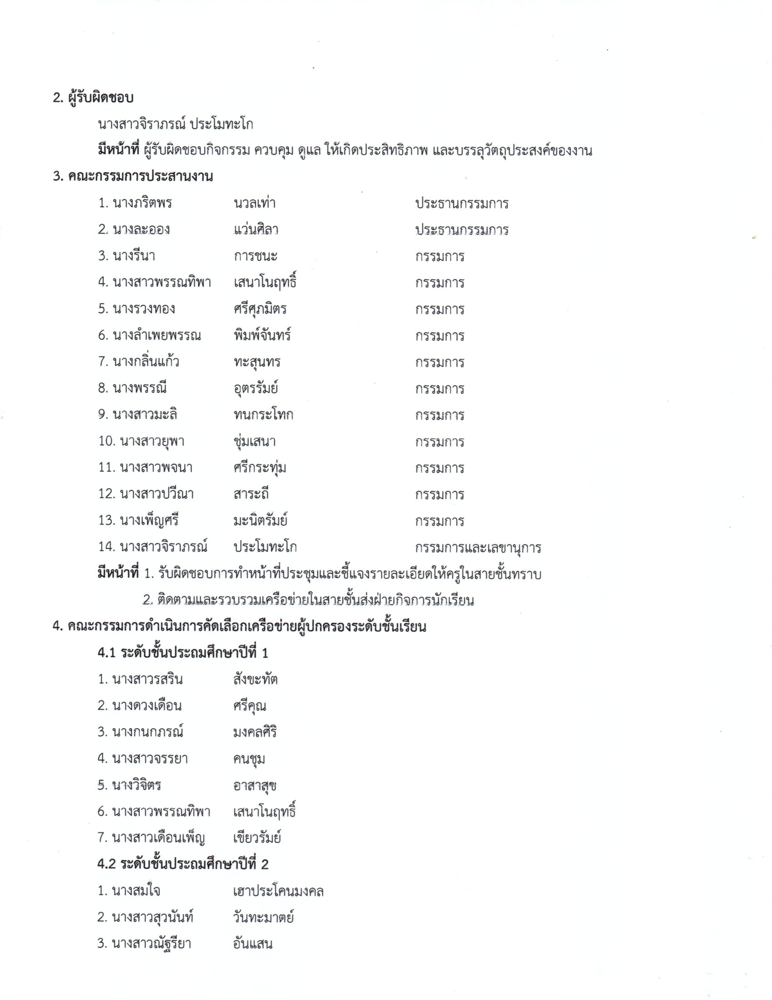 2. ผู้รับผิดชอบ
นางสาวจิราภรณ์ ประโมทะโก
มีหน้าที่ ผู้รับผิดชอบกิจกรรม ควบคุม ดูแล ให้เกิดประสิทธิภาพ และบรรลุวัตถุประสงค์ของงาน
3. คณะกรรมการประสานงาน
1. นางภริตพร นวลเท่า ประธานกรรมการ
2. นางละออง แว่นศิลา ประธานกรรมการ
3. นางรีนา การชนะ กรรมการ
4. นางสาวพรรณทิพา เสนาโนฤทธิ์ กรรมการ
5. นางรวงทอง ศรีศุภมิตร กรรมการ
6. นางลำเพยพรรณ พิมพ์จันทร์ กรรมการ
7. นางกลิ่นแก้ว ทะสุนทร กรรมการ
8. นางพรรณี อุตรรัมย์ กรรมการ
9. นางสาวมะลิ ทนกระโทก กรรมการ
10. นางสาวยุพา ชุ่มเสนา กรรมการ
11. นางสาวพจนา ศรีกระทุ่ม กรรมการ
12. นางสาวปวีณา สาระถี กรรมการ
13. นางเพ็ญศรี มะนิตรัมย์ กรรมการ
14. นางสาวจิราภรณ์ ประโมทะโก กรรมการและเลขานุการ
มีหน้าที่ 1. รับผิดชอบการทำหน้าที่ประชุมและชี้แจงรายละเอียดให้ครูในสายชั้นทราบ
2. ติดตามและรวบรวมเครือข่ายในสายชั้นส่งฝ่ายกิจการนักเรียน
4. คณะกรรมการดำเนินการคัดเลือกเครือข่ายผู้ปกครองระดับชั้นเรียน
4.1 ระดับชั้นประถมศึกษาปีที่ 1
1. นางสาวรสริน สังขะทัต
2. นางดวงเดือน ศรีคุณ
3. นางกนกภรณ์ มงคลศิริ
4. นางสาวจรรยา คนชุม
5. นางวิจิตร อาสาสุข
6. นางสาวพรรณทิพา เสนาโนฤทธิ์
7. นางสาวเดือนเพ็ญ เขียวรัมย์
4.2 ระดับชั้นประถมศึกษาปีที่ 2
1. นางสมใจ เฮาประโคนมงคล
2. นางสาวสุวนันท์ วันทะมาตย์
3. นางสาวณัฐรียา อันแสน